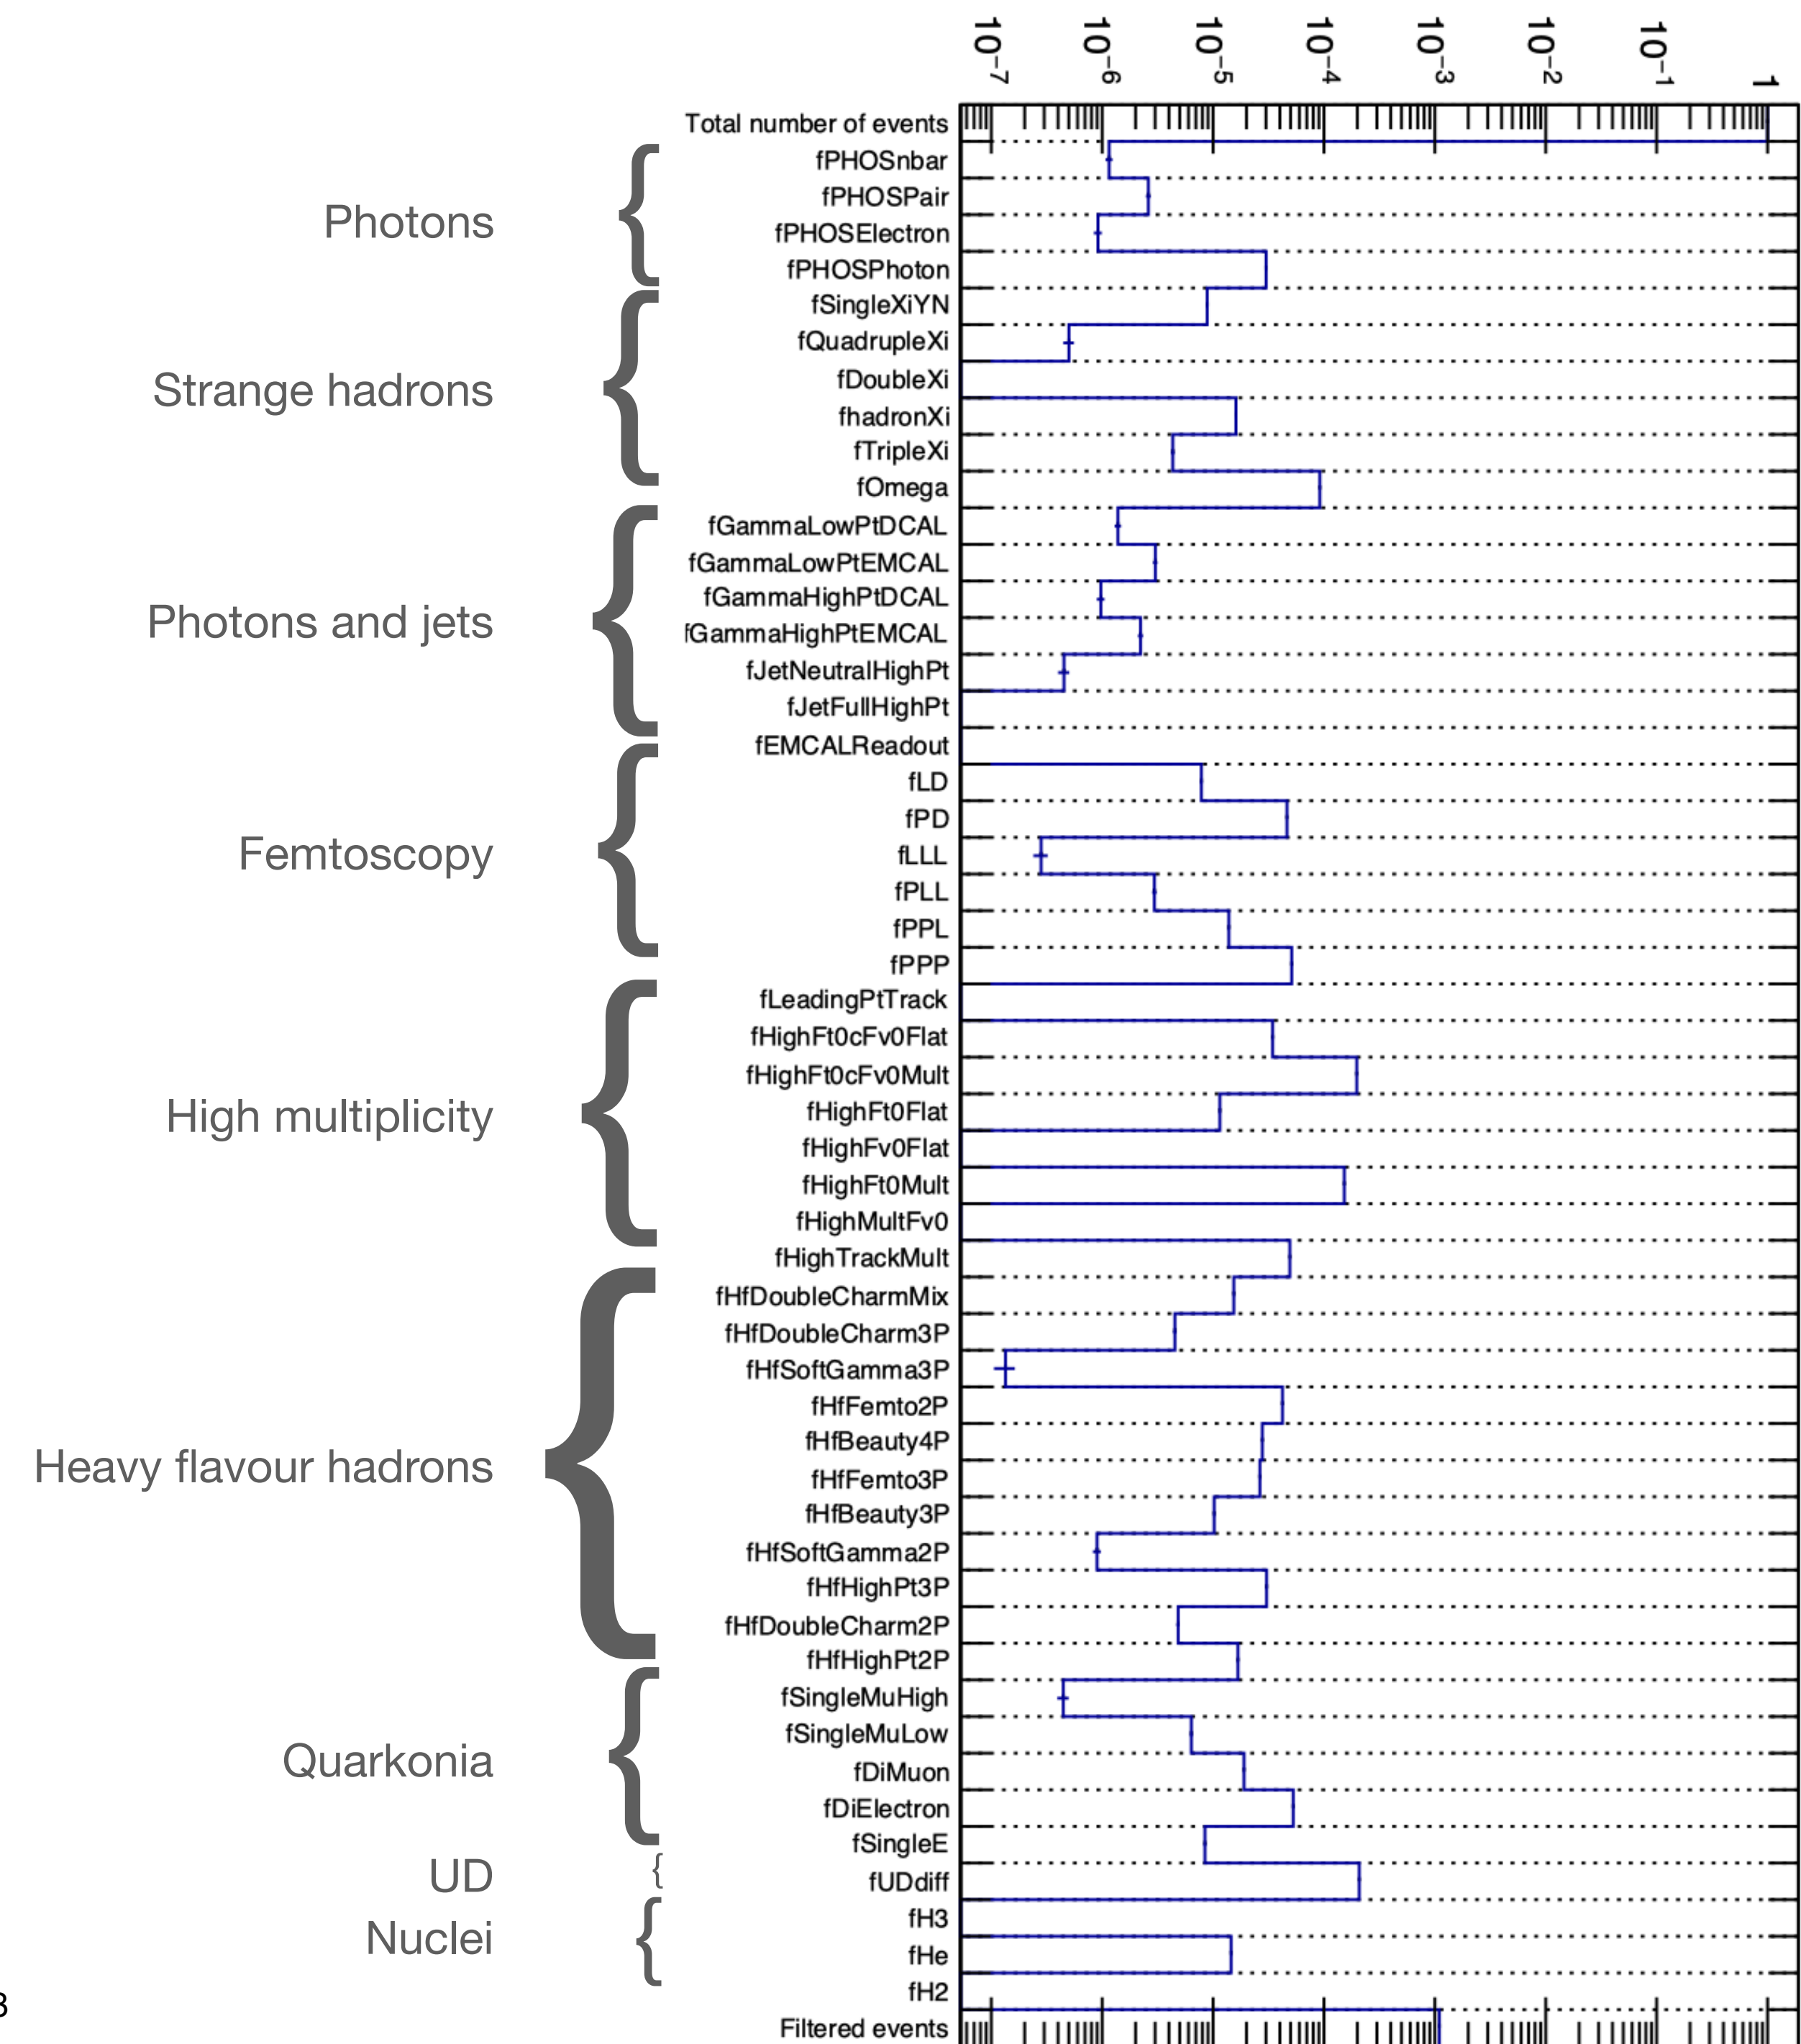 10⁻⁷ 10⁻⁶ 10⁻⁵ 10⁻⁴ 10⁻³ 10⁻² 10⁻¹ 1
Total number of events
fPHOSnbar
fPHOSPair
Photons
fPHOSElectron
fPHOSPhoton
fSingleXiYN
fQuadrupleXi
fDoubleXi
Strange hadrons
fhadronXi
fTripleXi
fOmega
fGammaLowPtDCAL
fGammaLowPtEMCAL
fGammaHighPtDCAL
Photons and jets
fGammaHighPtEMCAL
fJetNeutralHighPt
fJetFullHighPt
fEMCALReadout
fLD
fPD
Femtoscopy
fLLL
fPLL
fPPL
fPPP
fLeadingPtTrack
fHighFt0cFv0Flat
fHighFt0cFv0Mult
fHighFt0Flat
High multiplicity
fHighFv0Flat
fHighFt0Mult
fHighMultFv0
fHighTrackMult
fHfDoubleCharmMix
fHfDoubleCharm3P
fHfSoftGamma3P
fHfFemto2P
fHfBeauty4P
Heavy flavour hadrons
fHfFemto3P
fHfBeauty3P
fHfSoftGamma2P
fHfHighPt3P
fHfDoubleCharm2P
fHfHighPt2P
fSingleMuHigh
fSingleMuLow
Quarkonia
fDiMuon
fDiElectron
fSingleE
UD
fUDdiff
fH3
Nuclei
fHe
fH2
Filtered events